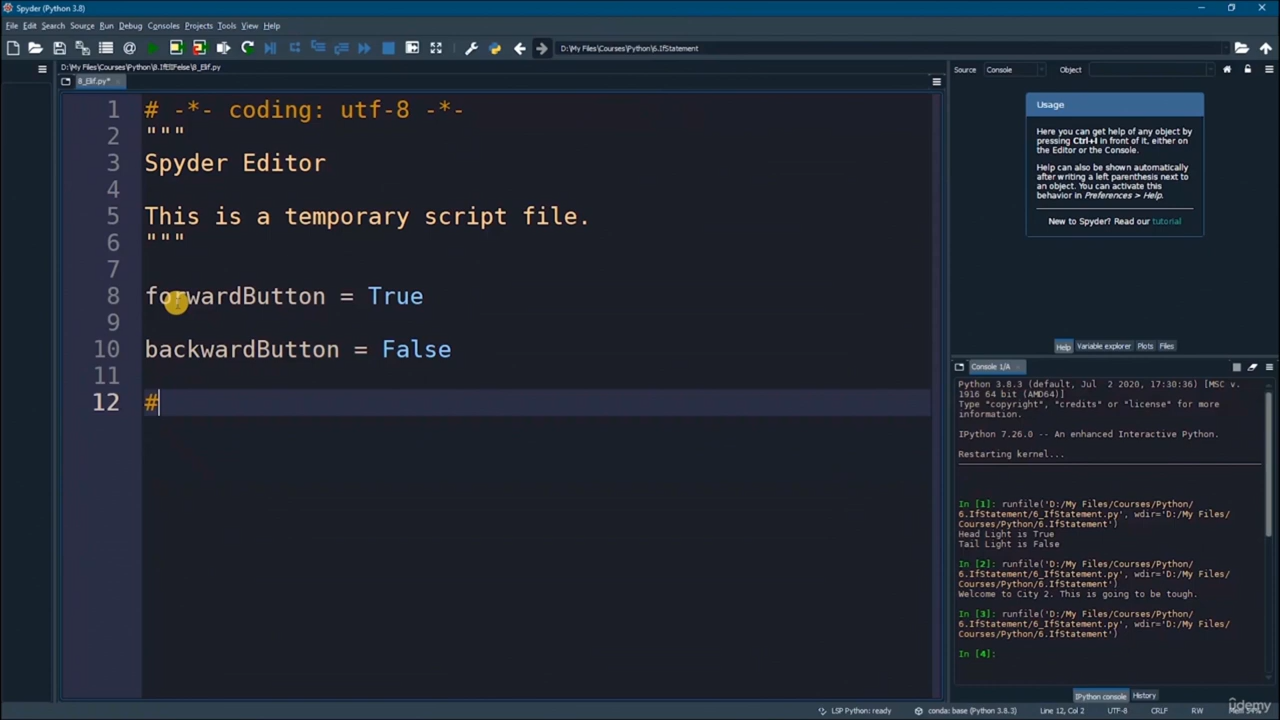 Spyder (Python 3.8)
File Edit Search Source Run Debug Consoles Projects Tools View Help
D:\My Files\Courses\Python\6.IfStatement
D:\My Files\Courses\Python\8.IfElIFelse\8_Elif.py
Source Console Object
8_Elif.py*
1 # -*- coding: utf-8 -*-
2 """
3 Spyder Editor
4
5 This is a temporary script file.
6 """
7
8 forwardButton = True
9
10 backwardButton = False
11
12 #
Usage
Here you can get help of any object by
pressing Ctrl+I in front of it, either on
the Editor or the Console.
Help can also be shown automatically
after writing a left parenthesis next to
an object. You can activate this
behavior in Preferences > Help.
New to Spyder? Read our tutorial
Help Variable explorer Plots Files
Console 1/A
Python 3.8.3 (default, Jul  2 2020, 17:30:36) [MSC v.
1916 64 bit (AMD64)]
Type "copyright", "credits" or "license" for more
information.
IPython 7.26.0 -- An enhanced Interactive Python.
Restarting kernel...
In [1]: runfile('D:/My Files/Courses/Python/
6.IfStatement/6_IfStatement.py', wdir='D:/My Files/
Courses/Python/6.IfStatement')
Head Light is True
Tail Light is False
In [2]: runfile('D:/My Files/Courses/Python/
6.IfStatement/6_IfStatement.py', wdir='D:/My Files/
Courses/Python/6.IfStatement')
Welcome to City 2. This is going to be tough.
In [3]: runfile('D:/My Files/Courses/Python/
6.IfStatement/6_IfStatement.py', wdir='D:/My Files/
Courses/Python/6.IfStatement')
In [4]:
IPython console History
LSP Python: ready conda: base (Python 3.8.3) Line 12, Col 2 UTF-8 CRLF RW Mem
udemy